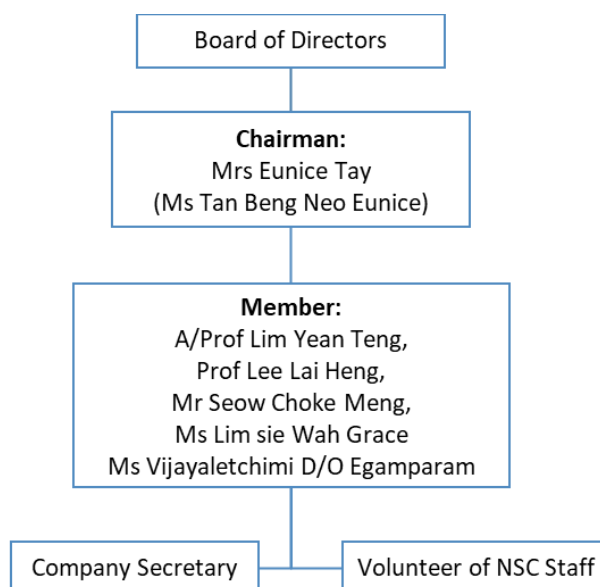 Board of Directors
Chairman:
Mrs Eunice Tay
(Ms Tan Beng Neo Eunice)
Member:
A/Prof Lim Yean Teng,
Prof Lee Lai Heng,
Mr Seow Choke Meng,
Ms Lim sie Wah Grace
Ms Vijayaletchimi D/O Egamparam
Company Secretary
Volunteer of NSC Staff